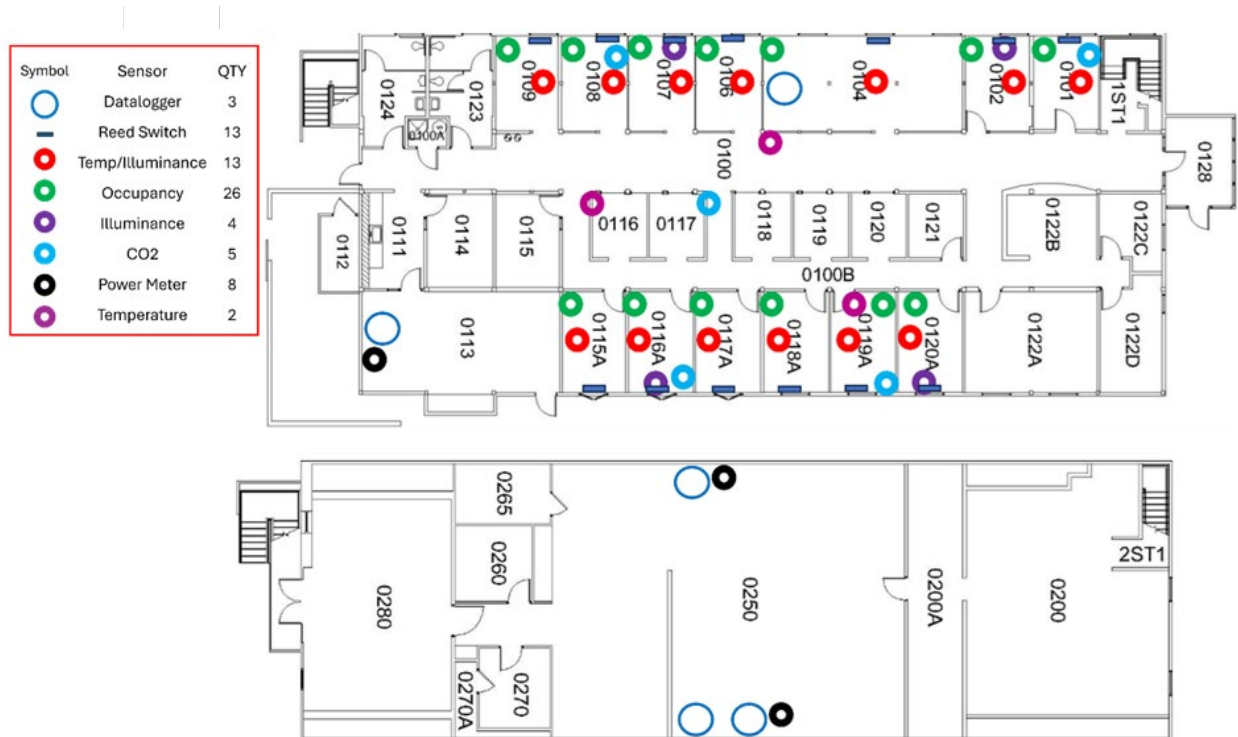 Symbol Sensor QTY
Datalogger 3
Reed Switch 13
Temp/Illuminance 13
Occupancy 26
Illuminance 4
CO2 5
Power Meter 8
Temperature 2
0124
0123
0100A
0109
0108
0107
0106
0104
0102
0101
1ST1
0128
0100
0112
0111
0114
0115
0116
0117
0118
0119
0120
0121
0122B
0122C
0100B
0113
0115A
0116A
0117A
0118A
0119A
0120A
0122A
0122D
0265
0260
0280
0270A
0270
0250
0200A
0200
2ST1